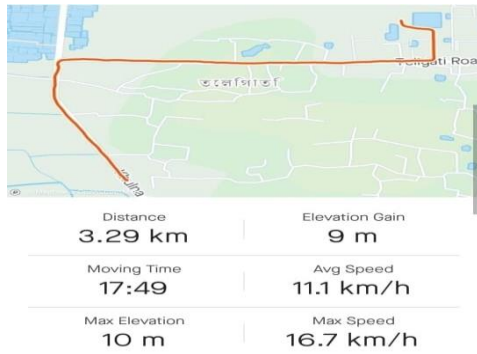 Teligati Roa
তেলিগাতি
Khulna
Distance
Elevation Gain
3.29 km
9 m
Moving Time
Avg Speed
17:49
11.1 km/h
Max Elevation
Max Speed
10 m
16.7 km/h